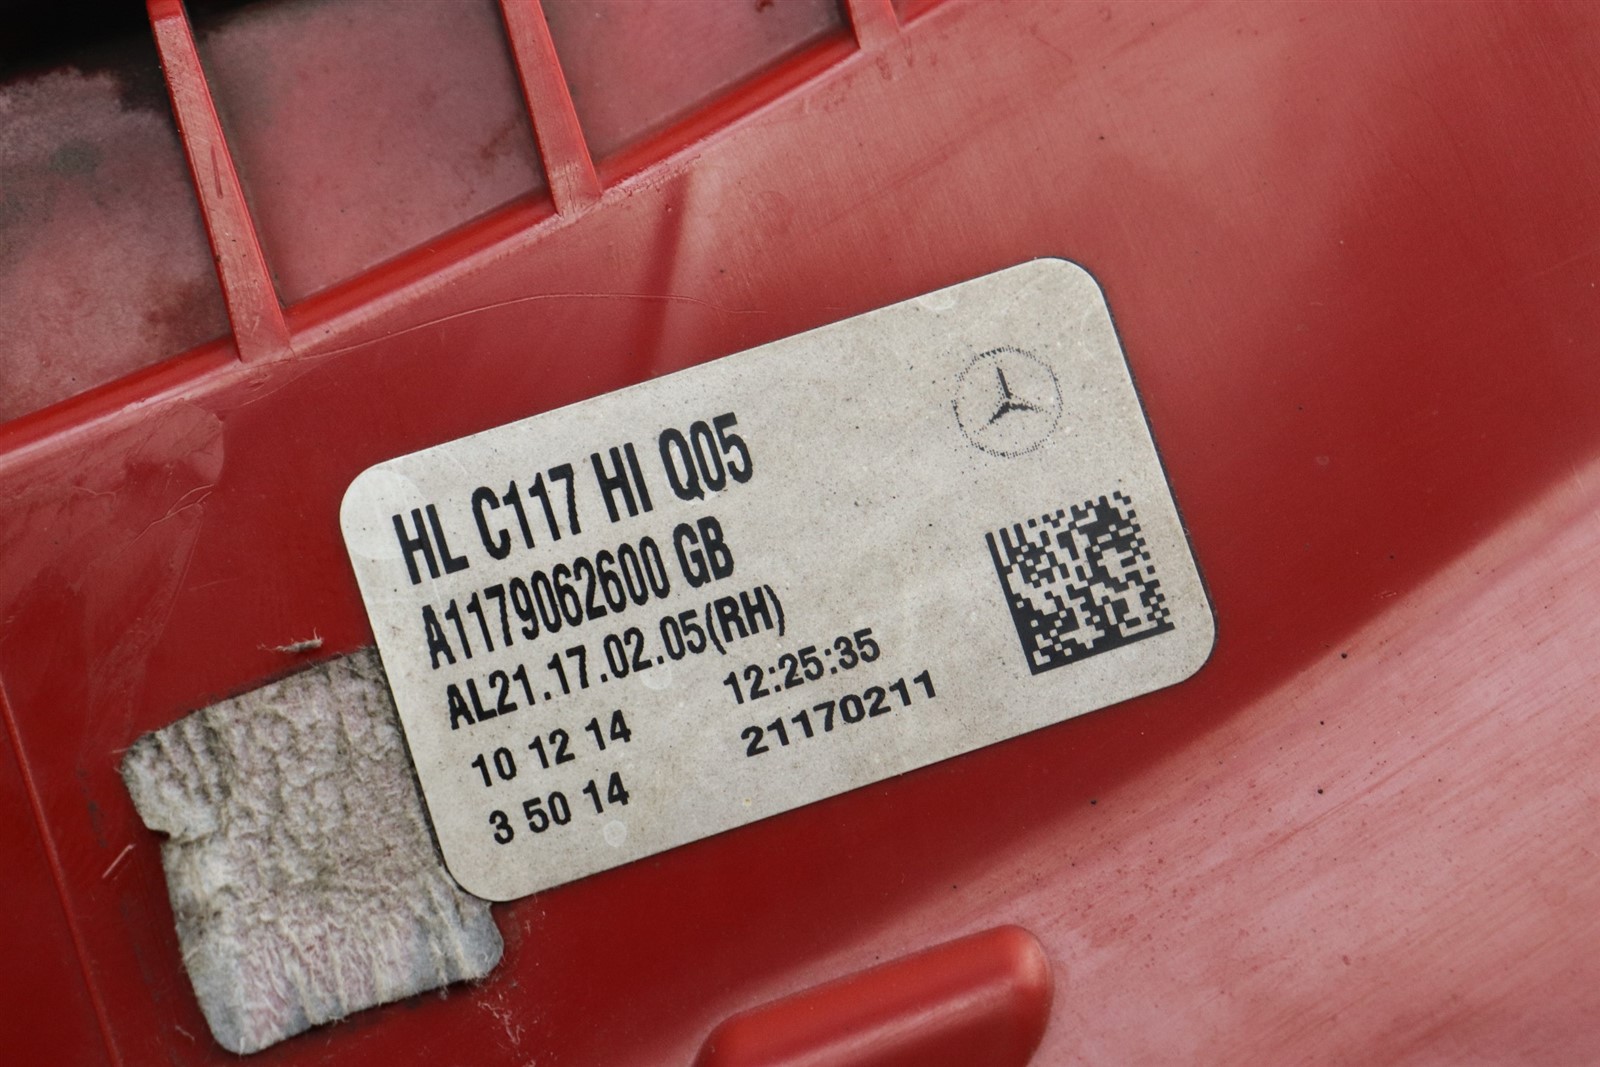 HL C117 HI Q05
A1179062600 GB
AL21.17.02.05(RH)
10 12 14 12:25:35
3 50 14 21170211